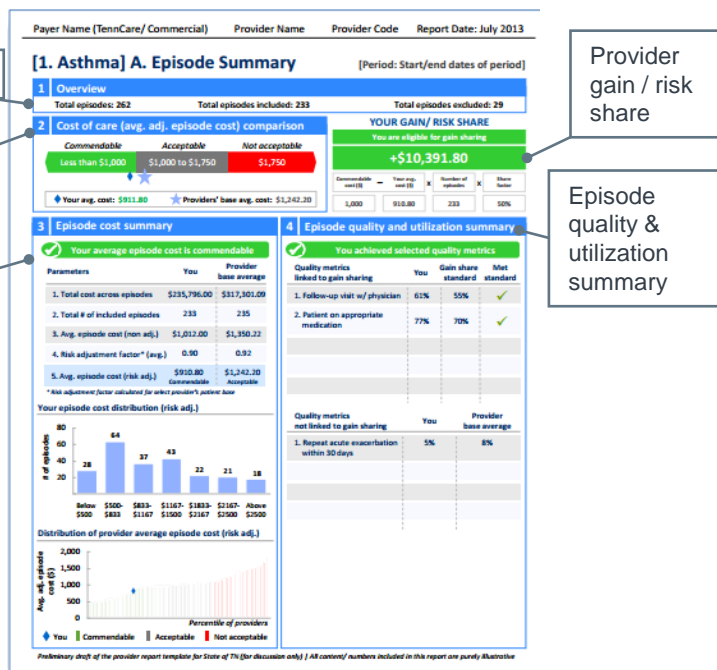 Payer Name (TennCare/ Commercial) Provider Name Provider Code Report Date: July 2013
[1. Asthma] A. Episode Summary [Period: Start/end dates of period]
1 Overview
Total episodes: 262 Total episodes included: 233 Total episodes excluded: 29
2 Cost of care (avg. adj. episode cost) comparison
Commendable Acceptable Not acceptable
Less than $1,000 $1,000 to $1,750 $1,750
Your avg. cost: $911.80 Providers' base avg. cost: $1,242.20
YOUR GAIN/ RISK SHARE
You are eligible for gain sharing
+$10,391.80
Commendable cost ($) – Your avg. cost ($) x Number of episodes x Share factor
1,000 910.80 233 50%
Provider
gain / risk
share
Episode
quality &
utilization
summary
3 Episode cost summary
Your average episode cost is commendable
Parameters You Provider base average
1. Total cost across episodes $235,796.00 $317,301.09
2. Total # of included episodes 233 235
3. Avg. episode cost (non adj.) $1,012.00 $1,350.22
4. Risk adjustment factor* (avg.) 0.90 0.92
5. Avg. episode cost (risk adj.) $910.80 $1,242.20
Commendable Acceptable
* Risk adjustment factor calculated for select provider's patient base
Your episode cost distribution (risk adj.)
# of episodes
80
60
40
20
28 64 37 43 22 21 18
Below $500- $833- $1167- $1833- $2167- Above
$500 $833 $1167 $1500 $2167 $2500 $2500
Distribution of provider average episode cost (risk adj.)
Avg. adj. episode cost ($)
2,000
1,500
1,000
500
0
Percentile of providers
You Commendable Acceptable Not acceptable
4 Episode quality and utilization summary
You achieved selected quality metrics
Quality metrics You Gain share Met
linked to gain sharing standard standard
1. Follow-up visit w/ physician 61% 55%
2. Patient on appropriate
medication 77% 70%
Quality metrics You Provider
not linked to gain sharing base average
1. Repeat acute exacerbation 5% 8%
within 30 days
Preliminary draft of the provider report template for State of TN (for discussion only) | All content/ numbers included in this report are purely illustrative